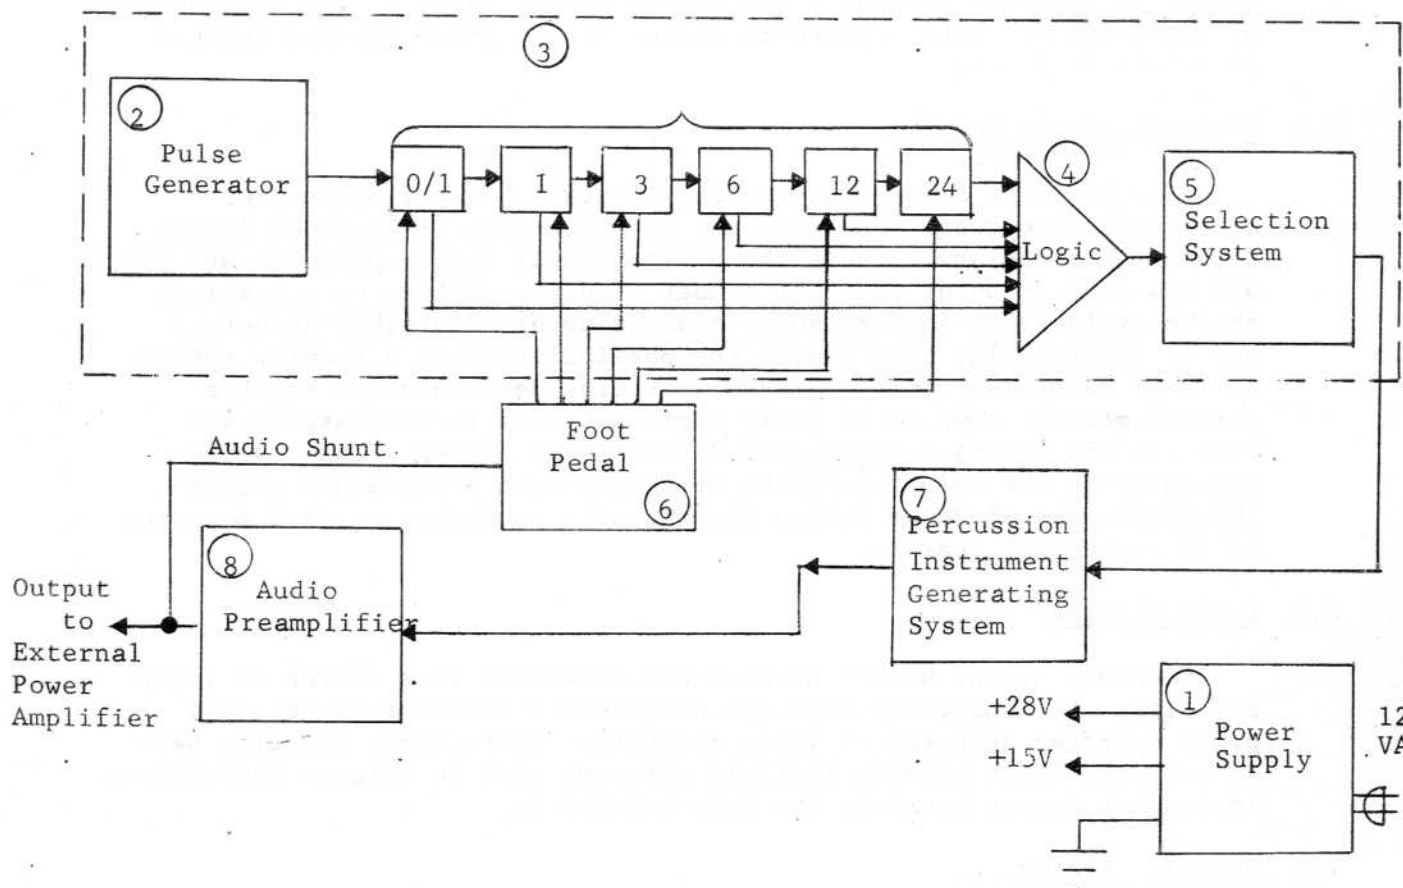 3
2
Pulse
Generator
0/1
I
3
6
12
24
4
Logic
5
Selection
System
Audio Shunt
Foot
Pedal
6
7
Percussion
Instrument
Generating
System
8
Audio
Preamplifier
Output
to
External
Power
Amplifier
1
Power
Supply
+28V
+15V
12
VA